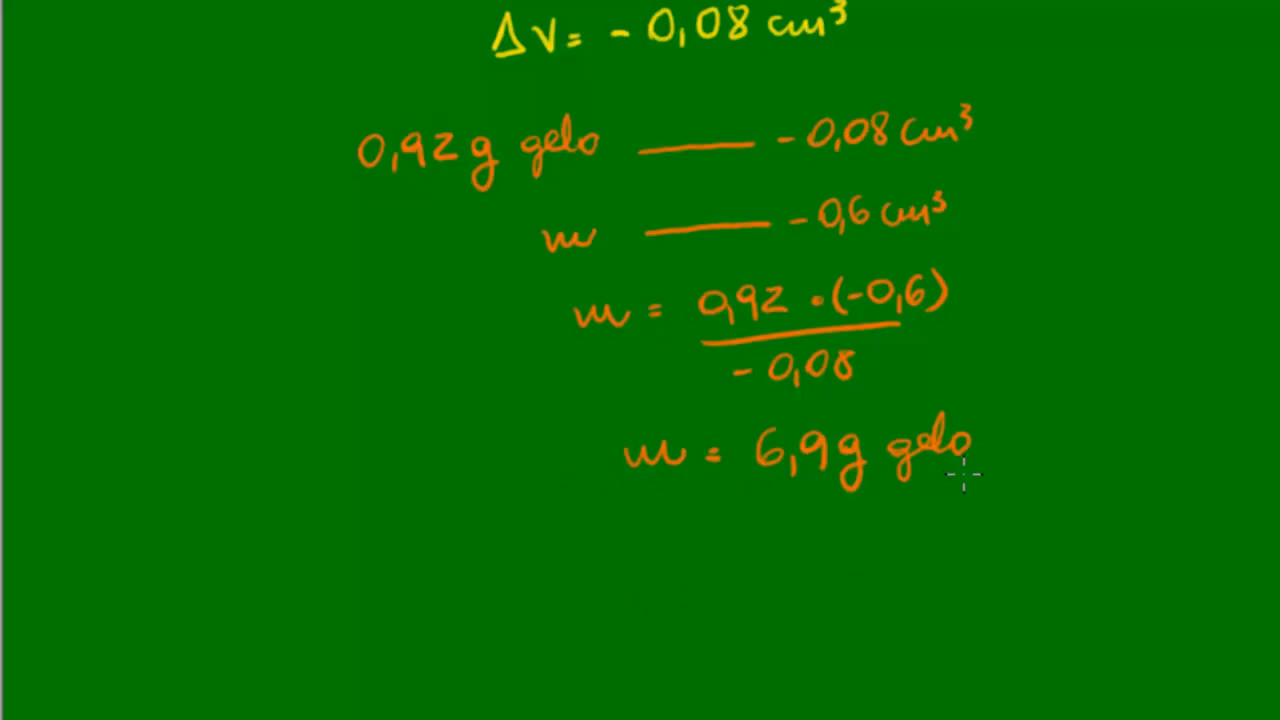 ΔV= - 0,08 cm³
0,92 g gelo —— - 0,08 cm³
m —— - 0,6 cm³
m = 0,92 . (-0,6)
- 0,08
m = 6,9g gelo